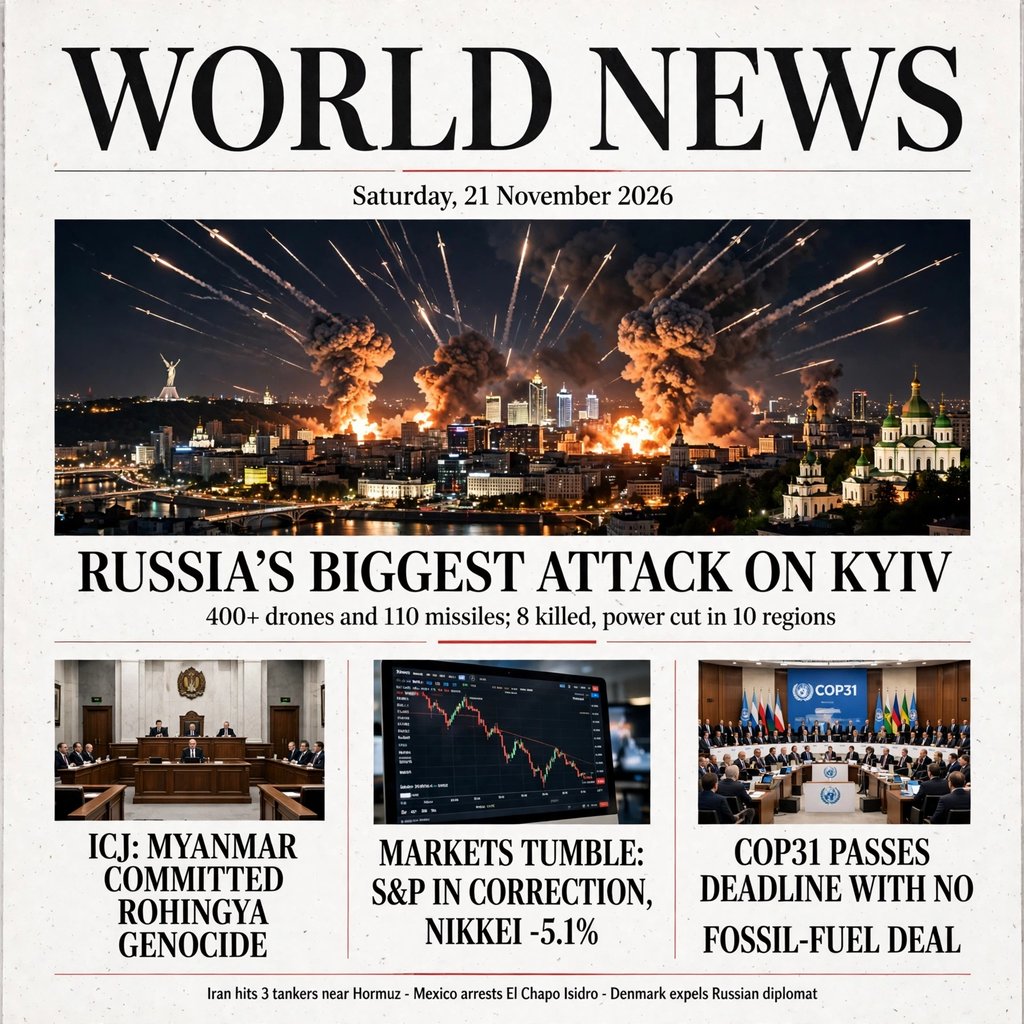 WORLD NEWS
Saturday, 21 November 2026
RUSSIA’S BIGGEST ATTACK ON KYIV
400+ drones and 110 missiles; 8 killed, power cut in 10 regions
ICJ: MYANMAR
COMMITTED
ROHINGYA
GENOCIDE
MARKETS TUMBLE:
S&P IN CORRECTION,
NIKKEI -5.1%
COP31
COP31 PASSES
DEADLINE WITH NO
FOSSIL-FUEL DEAL
Iran hits 3 tankers near Hormuz - Mexico arrests El Chapo Isidro - Denmark expels Russian diplomat